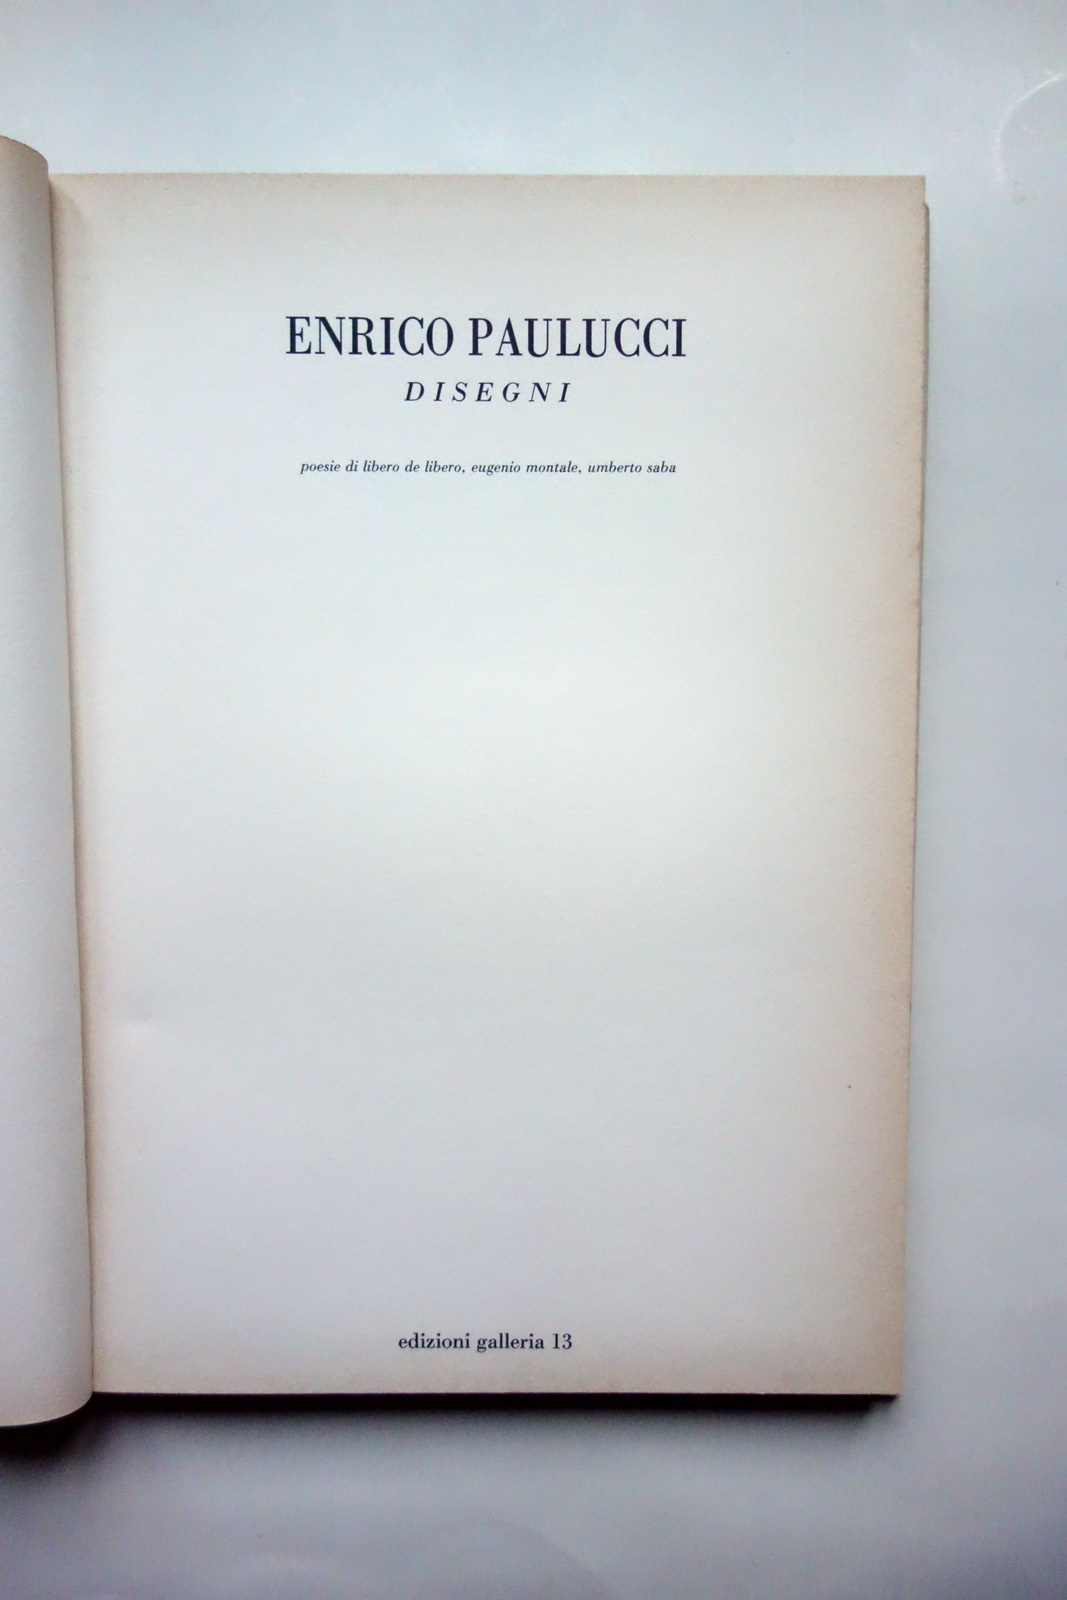 ENRICO PAULUCCI
DISEGNI
poesie di libero de libero, eugenio montale, umberto saba
edizioni galleria 13